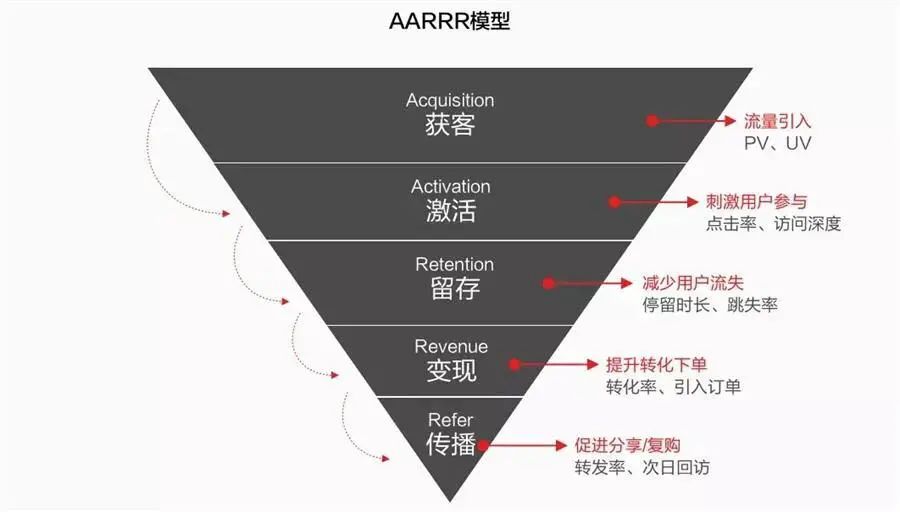 AARRR模型
Acquisition
获客
流量引入
PV、UV
Activation
激活
刺激用户参与
点击率、访问深度
Retention
留存
减少用户流失
停留时长、跳失率
Revenue
变现
提升转化下单
转化率、引入订单
Refer
传播
促进分享/复购
转发率、次日回访